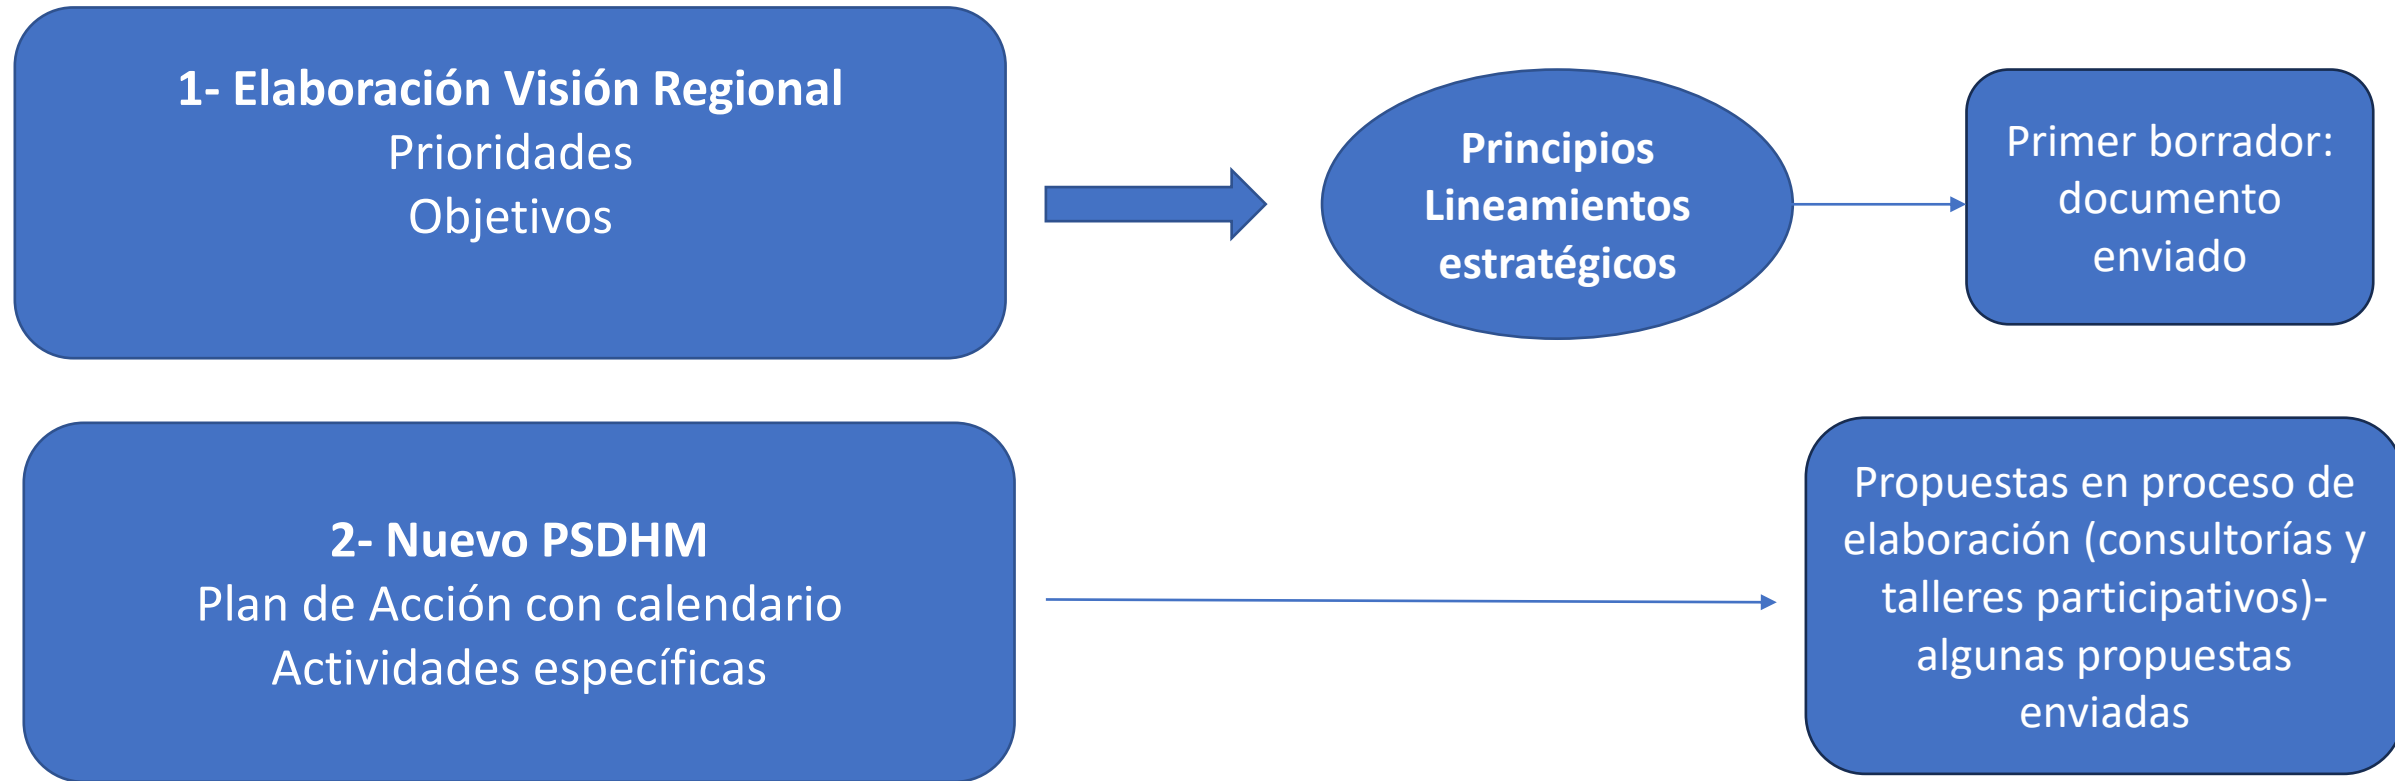 1- Elaboración Visión Regional
Prioridades
Objetivos
Principios
Lineamientos
estratégicos
Primer borrador:
documento
enviado
2- Nuevo PSDHM
Plan de Acción con calendario
Actividades específicas
Propuestas en proceso de
elaboración (consultorías y
talleres participativos)-
algunas propuestas
enviadas